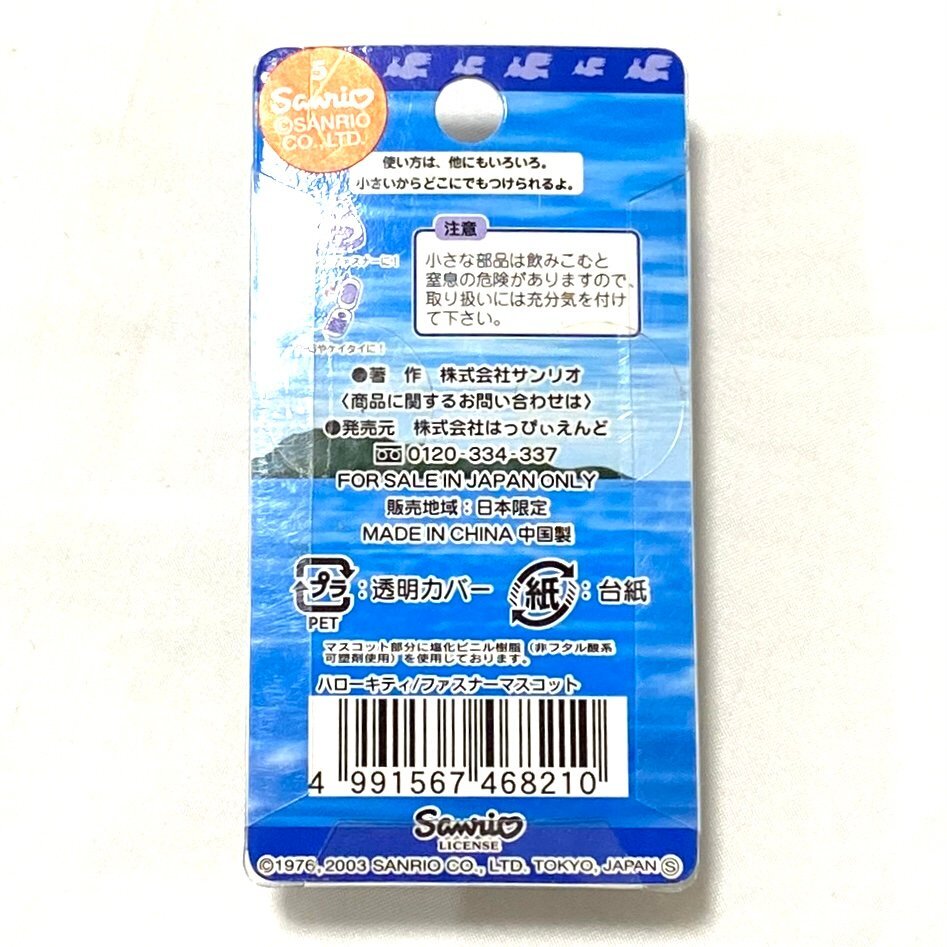 5
Sanrio
©SANRIO
CO., LTD.
使い方は、他にもいろいろ。
小さいからどこにでもつけられるよ。
注意
小さな部品は飲みこむと
窒息の危険がありますので、
取り扱いには充分気を付け
て下さい。
ファスナーに!
やケイタイに!
●著 作 株式会社サンリオ
〈商品に関するお問い合わせは〉
●発売元 株式会社はっぴぃえんど
0120-334-337
FOR SALE IN JAPAN ONLY
販売地域:日本限定
MADE IN CHINA 中国製
プラ:透明カバー 紙:台紙
PET
マスコット部分に塩化ビニル樹脂(非フタル酸系
可塑剤使用)を使用しております。
ハローキティ/ファスナーマスコット
4 991567 468210
Sanrio
LICENSE
©1976, 2003 SANRIO CO., LTD. TOKYO, JAPAN Ⓢ